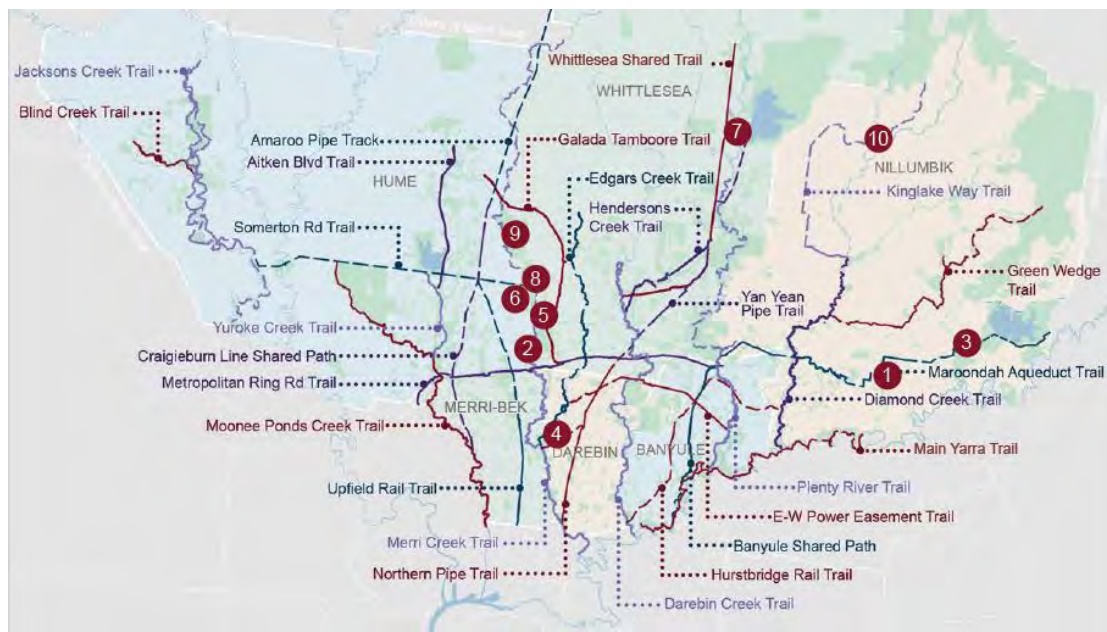 Whittlesea Shared Trail
Jacksons Creek Trail
WHITTLESEA
Blind Creek Trail
7
10
Amaroo Pipe Track
Galada Tamboore Trail
NILLUMBIK
Aitken Blvd Trail
HUME
Edgars Creek Trail
Kinglake Way Trail
Hendersons
Creek Trail
Somerton Rd Trail
9
Green Wedge
Trail
8
6
Yan Yean
Pipe Trail
5
Yuroke Creek Trail
2
3
Craigieburn Line Shared Path
1
Maroondah Aqueduct Trail
Metropolitan Ring Rd Trail
Diamond Creek Trail
MERRI-BEK
Moonee Ponds Creek Trail
4
DAREBIN
BANYULE
Main Yarra Trail
Upfield Rail Trail
Plenty River Trail
E-W Power Easement Trail
Merri Creek Trail
Banyule Shared Path
Northern Pipe Trail
Hurstbridge Rail Trail
Darebin Creek Trail